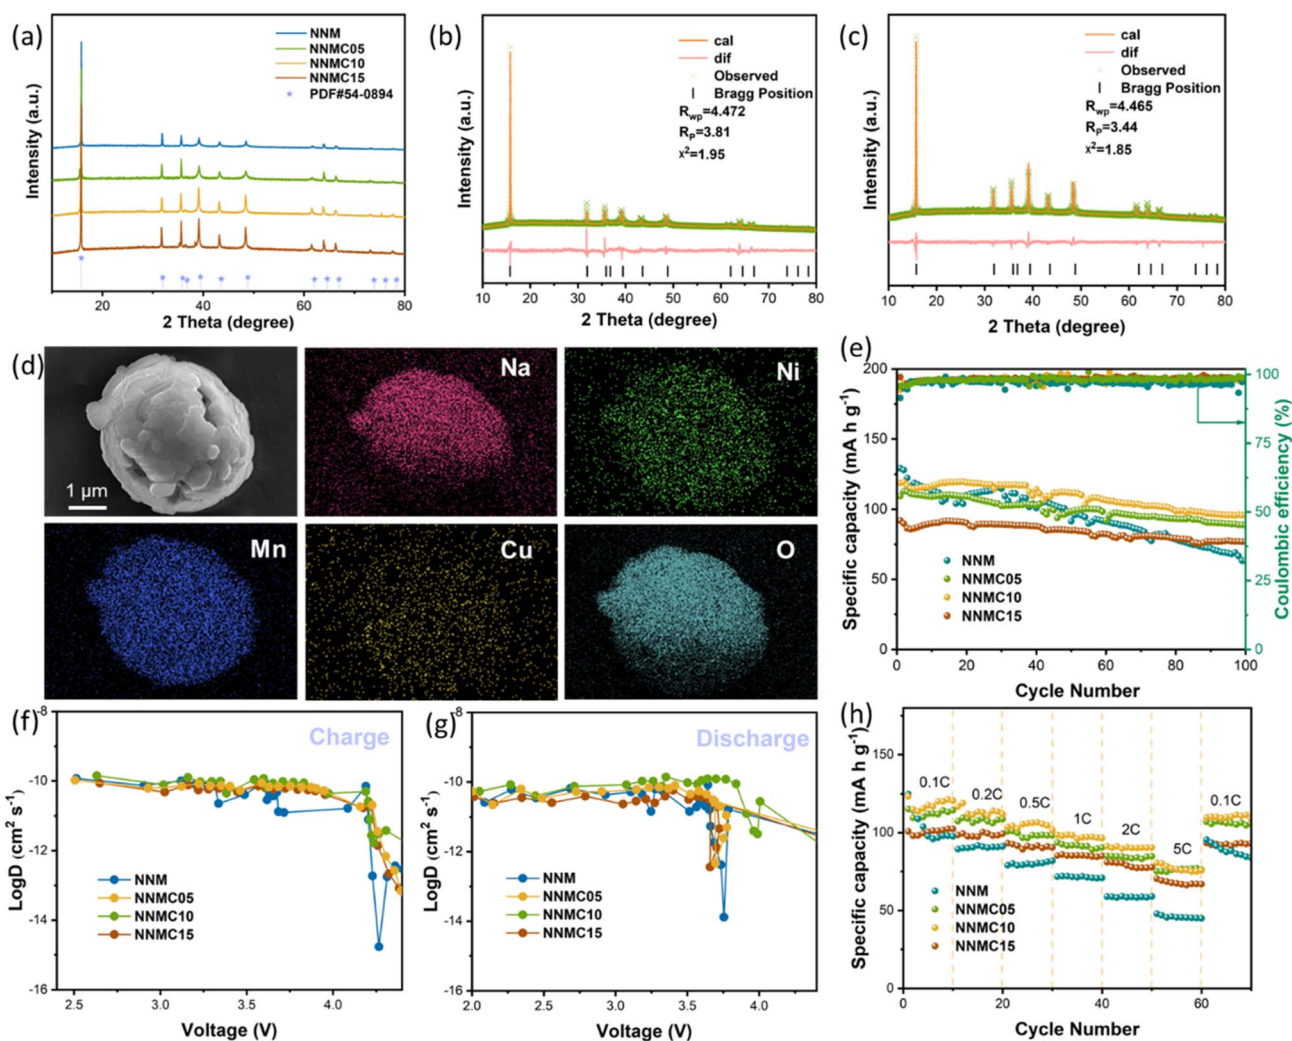 (a)
NNM
NNMC05
NNMC10
NNMC15
PDF#54-0894
Intensity (a.u.)
20 40 60 80
2 Theta (degree)
(b)
cal
dif
Observed
Bragg Position
Rwp=4.472
RP=3.81
χ²=1.95
Intensity (a.u.)
10 20 30 40 50 60 70 80
2 Theta (degree)
(c)
cal
dif
Observed
Bragg Position
Rwp=4.465
RP=3.44
χ²=1.85
Intensity (a.u.)
10 20 30 40 50 60 70 80
2 Theta (degree)
(d)
1 μm
Na
Ni
Mn
Cu
O
(e)
200
150
100
50
0
Specific capacity (mA h g⁻¹)
100
75
50
25
0
Coulombic efficiency (%)
NNM
NNMC05
NNMC10
NNMC15
0 20 40 60 80 100
Cycle Number
(f)
Charge
-8
-10
-12
-14
-16
LogD (cm² s⁻¹)
NNM
NNMC05
NNMC10
NNMC15
2.5 3.0 3.5 4.0
Voltage (V)
(g)
Discharge
-8
-10
-12
-14
-16
LogD (cm² s⁻¹)
NNM
NNMC05
NNMC10
NNMC15
2.0 2.5 3.0 3.5 4.0
Voltage (V)
(h)
150
100
50
0
Specific capacity (mA h g⁻¹)
0.1C
0.2C
0.5C
1C
2C
5C
0.1C
NNM
NNMC05
NNMC10
NNMC15
0 20 40 60
Cycle Number